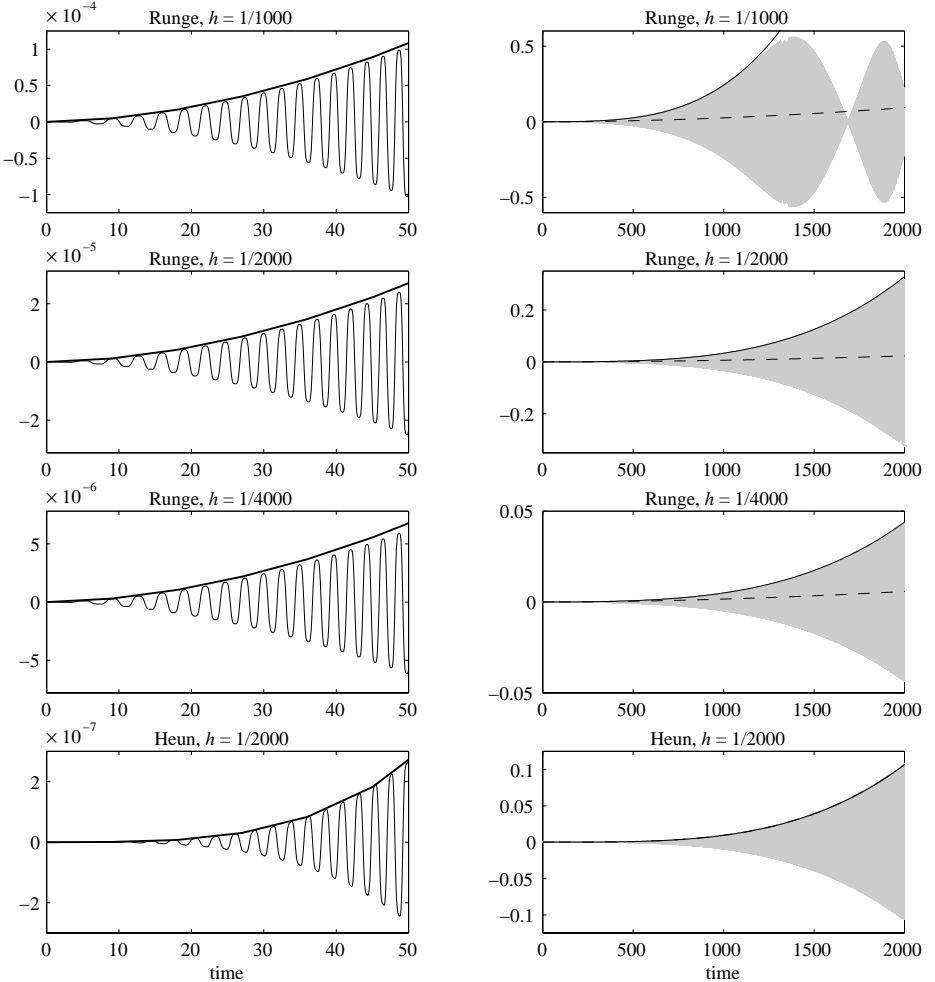 × 10⁻⁴
Runge, h = 1/1000
1
0.5
0
−0.5
−1
0 10 20 30 40 50
Runge, h = 1/1000
0.5
0
−0.5
0 500 1000 1500 2000
× 10⁻⁵
Runge, h = 1/2000
2
0
−2
0 10 20 30 40 50
Runge, h = 1/2000
0.2
0
−0.2
0 500 1000 1500 2000
× 10⁻⁶
Runge, h = 1/4000
5
0
−5
0 10 20 30 40 50
Runge, h = 1/4000
0.05
0
−0.05
0 500 1000 1500 2000
× 10⁻⁷
Heun, h = 1/2000
2
0
−2
0 10 20 30 40 50
time
Heun, h = 1/2000
0.1
0.05
0
−0.05
−0.1
0 500 1000 1500 2000
time